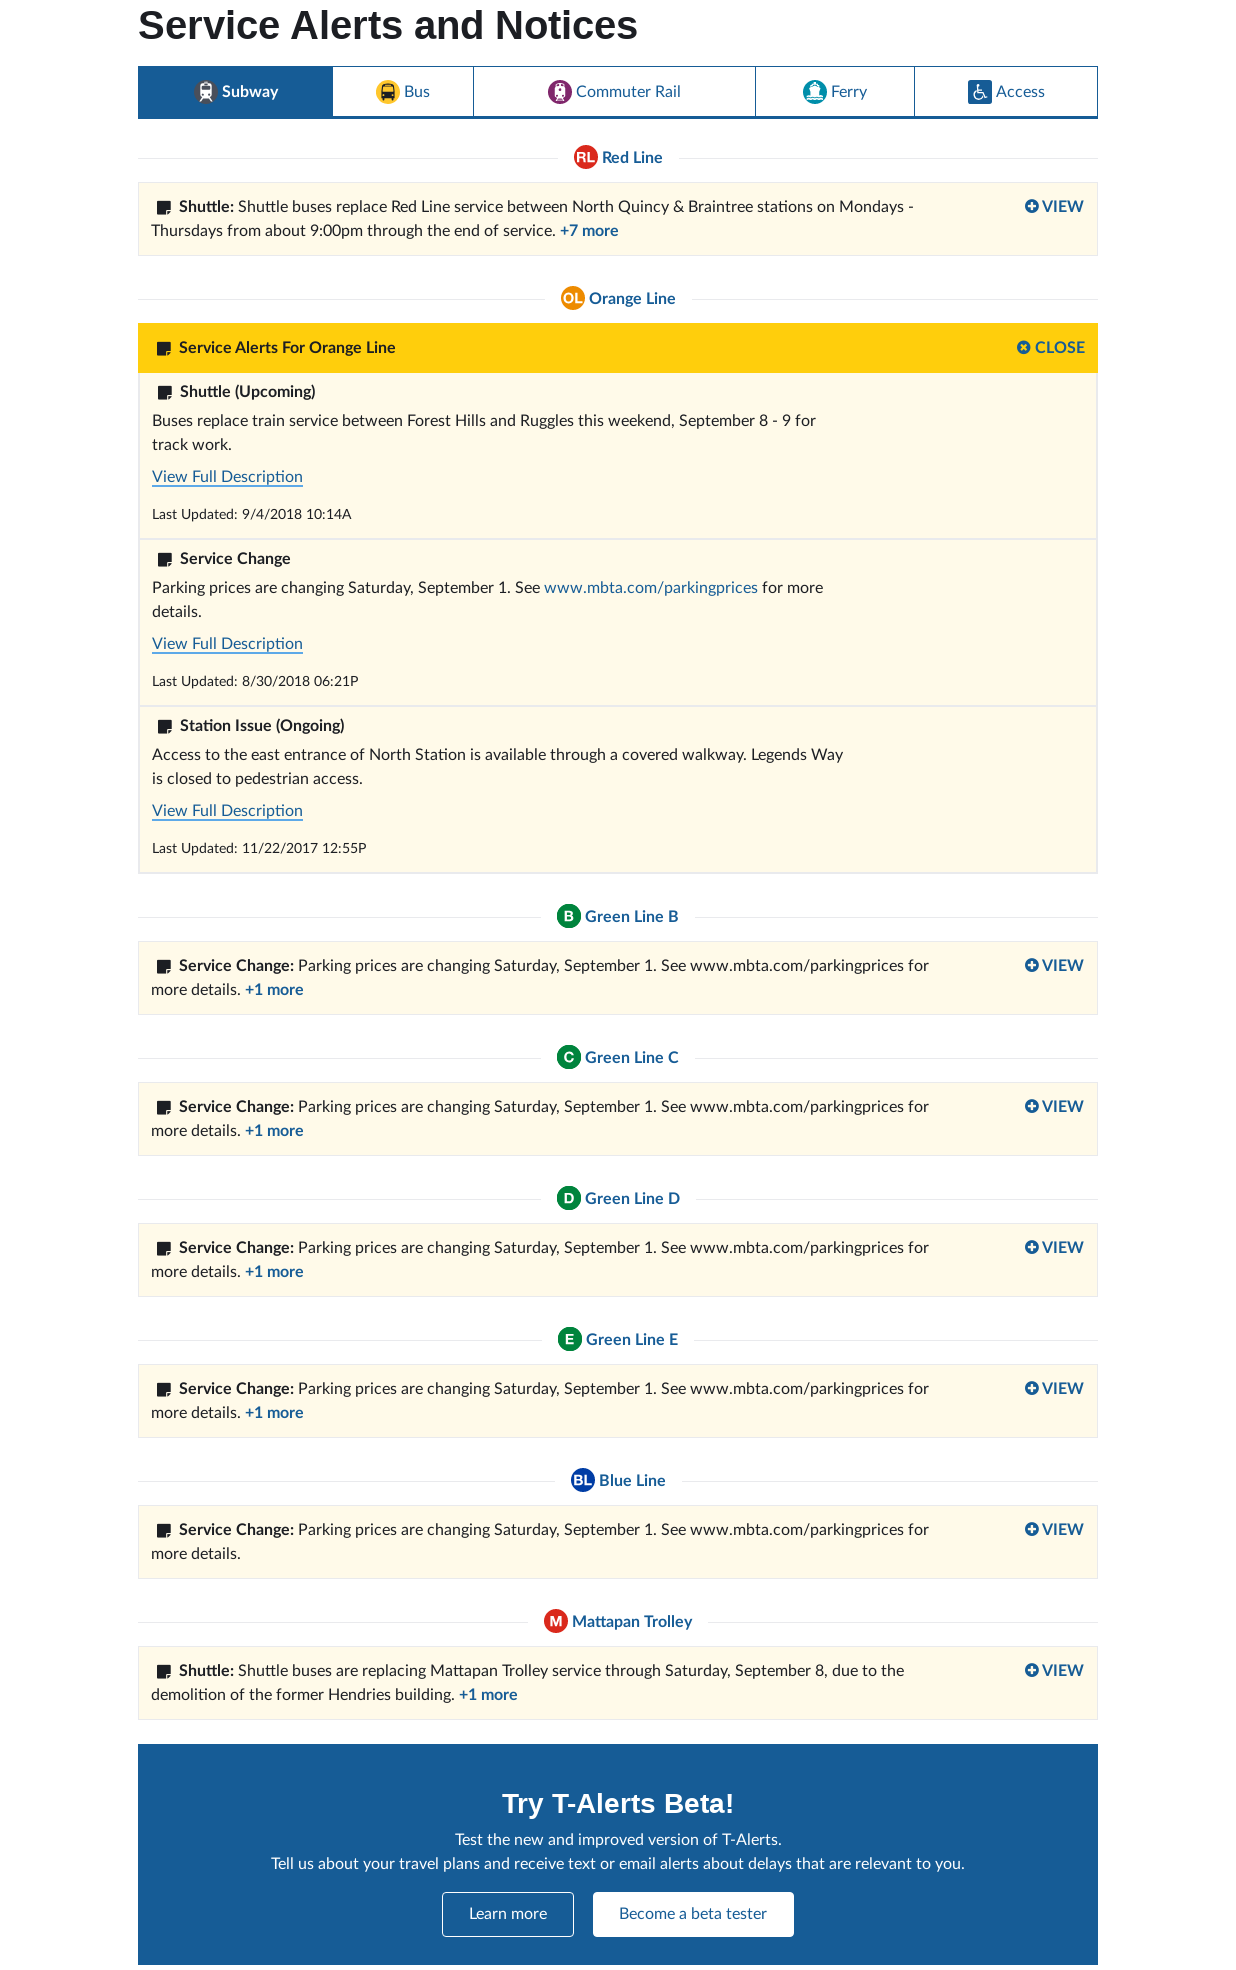 Service Alerts and Notices
Subway
Bus
Commuter Rail
Ferry
Access
RL Red Line
Shuttle: Shuttle buses replace Red Line service between North Quincy & Braintree stations on Mondays -
VIEW
Thursdays from about 9:00pm through the end of service. +7 more
OL Orange Line
Service Alerts For Orange Line
CLOSE
Shuttle (Upcoming)
Buses replace train service between Forest Hills and Ruggles this weekend, September 8 - 9 for
track work.
View Full Description
Last Updated: 9/4/2018 10:14A
Service Change
Parking prices are changing Saturday, September 1. See www.mbta.com/parkingprices for more
details.
View Full Description
Last Updated: 8/30/2018 06:21P
Station Issue (Ongoing)
Access to the east entrance of North Station is available through a covered walkway. Legends Way
is closed to pedestrian access.
View Full Description
Last Updated: 11/22/2017 12:55P
B Green Line B
Service Change: Parking prices are changing Saturday, September 1. See www.mbta.com/parkingprices for
VIEW
more details. +1 more
C Green Line C
Service Change: Parking prices are changing Saturday, September 1. See www.mbta.com/parkingprices for
VIEW
more details. +1 more
D Green Line D
Service Change: Parking prices are changing Saturday, September 1. See www.mbta.com/parkingprices for
VIEW
more details. +1 more
E Green Line E
Service Change: Parking prices are changing Saturday, September 1. See www.mbta.com/parkingprices for
VIEW
more details. +1 more
BL Blue Line
Service Change: Parking prices are changing Saturday, September 1. See www.mbta.com/parkingprices for
VIEW
more details.
M Mattapan Trolley
Shuttle: Shuttle buses are replacing Mattapan Trolley service through Saturday, September 8, due to the
VIEW
demolition of the former Hendries building. +1 more
Try T-Alerts Beta!
Test the new and improved version of T-Alerts.
Tell us about your travel plans and receive text or email alerts about delays that are relevant to you.
Learn more
Become a beta tester